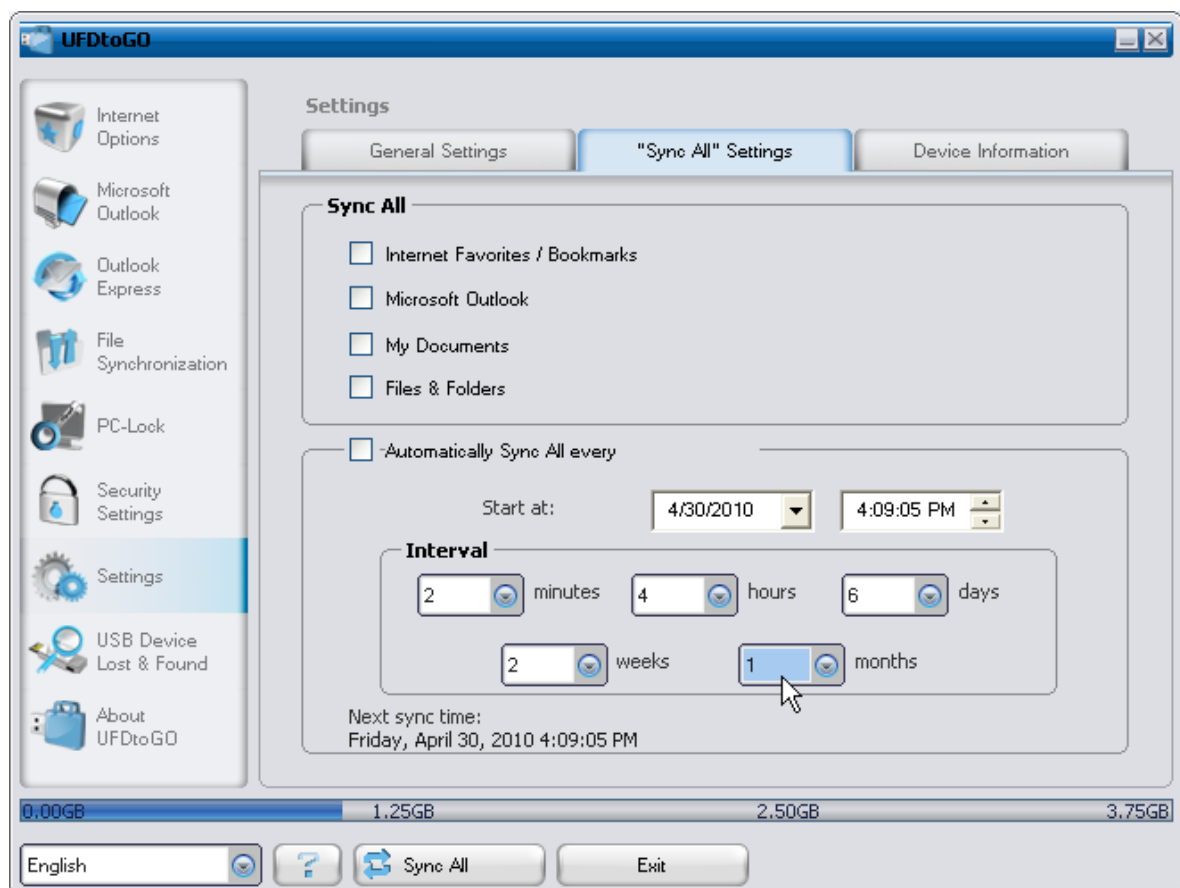 UFDtoGO
Internet
Options
Microsoft
Outlook
Outlook
Express
File
Synchronization
PC-Lock
Security
Settings
Settings
USB Device
Lost & Found
About
UFDtoGO
Settings
General Settings
"Sync All" Settings
Device Information
Sync All
Internet Favorites / Bookmarks
Microsoft Outlook
My Documents
Files & Folders
Automatically Sync All every
Start at: 4/30/2010 4:09:05 PM
Interval
2 minutes 4 hours 6 days
2 weeks 1 months
Next sync time:
Friday, April 30, 2010 4:09:05 PM
0.00GB 1.25GB 2.50GB 3.75GB
English ? Sync All Exit